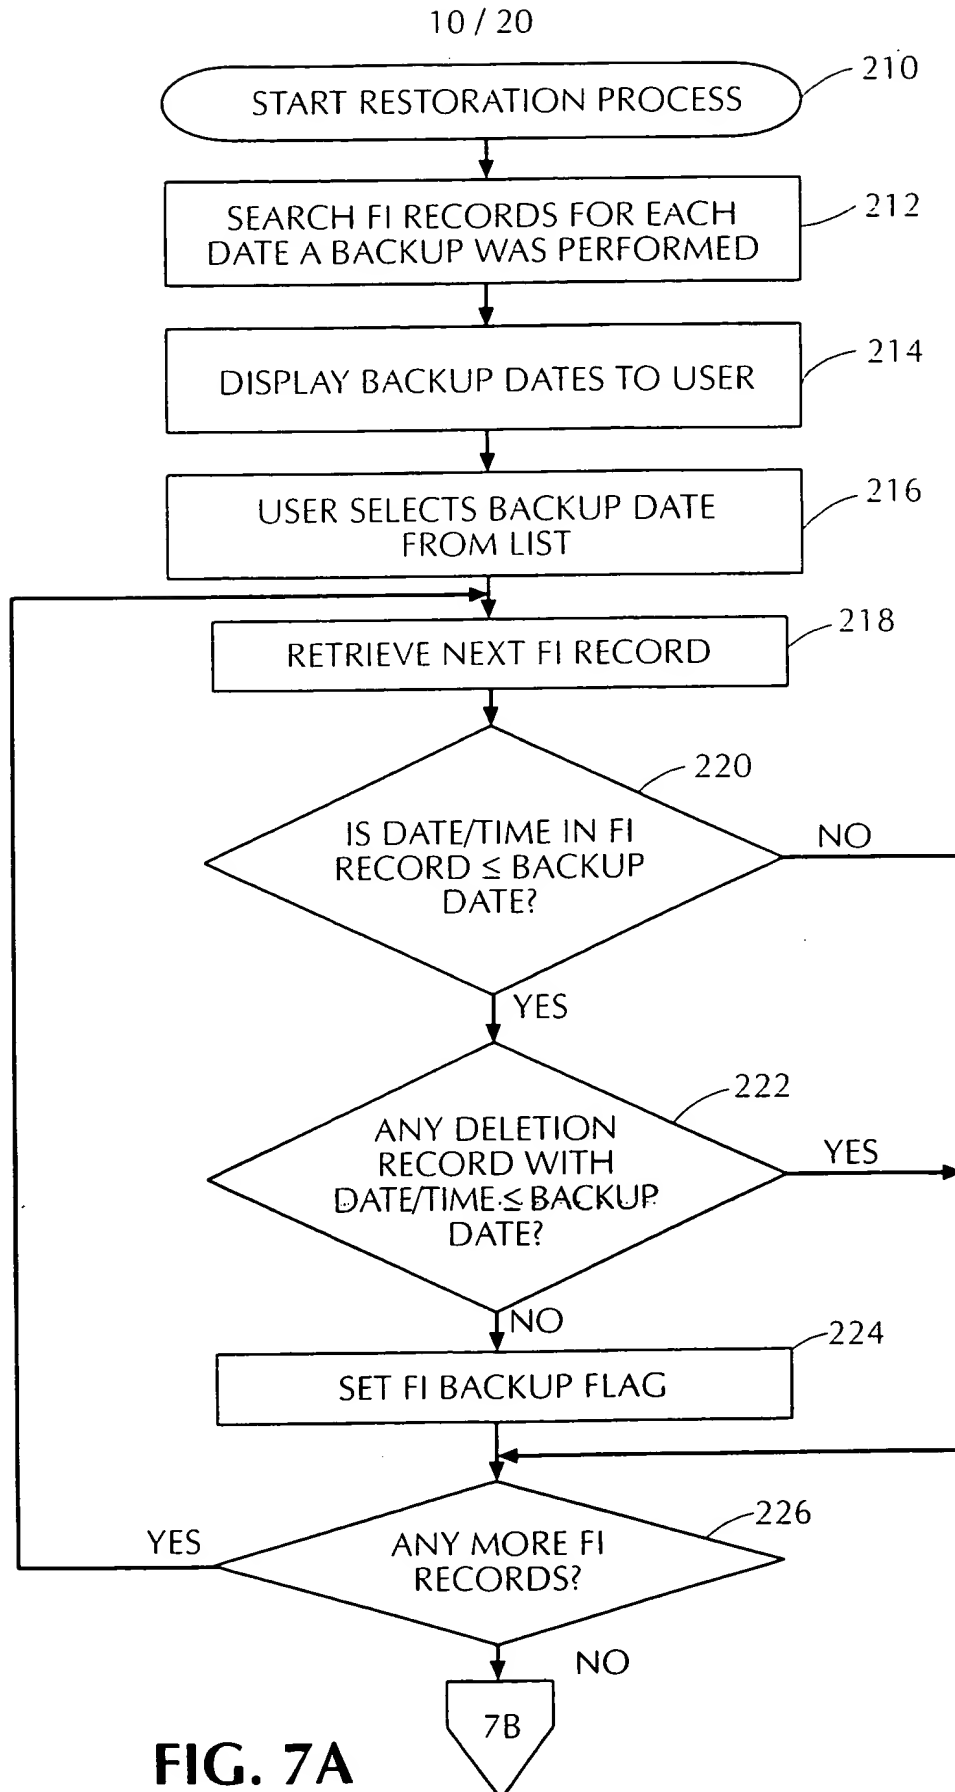 10 / 20
START RESTORATION PROCESS
210
SEARCH FI RECORDS FOR EACH
DATE A BACKUP WAS PERFORMED
212
DISPLAY BACKUP DATES TO USER
214
USER SELECTS BACKUP DATE
FROM LIST
216
RETRIEVE NEXT FI RECORD
218
220
IS DATE/TIME IN FI
RECORD ≤ BACKUP
DATE?
NO
YES
222
ANY DELETION
RECORD WITH
DATE/TIME ≤ BACKUP
DATE?
YES
NO
224
SET FI BACKUP FLAG
226
ANY MORE FI
RECORDS?
YES
NO
7B
FIG. 7A